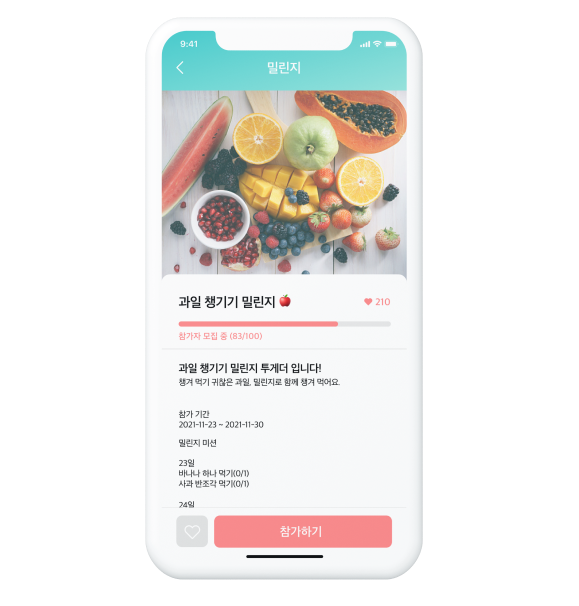 9:41
밀린지
과일 챙기기 밀린지
210
참가자 모집 중 (83/100)
과일 챙기기 밀린지 투게더 입니다!
챙겨 먹기 귀찮은 과일, 밀린지로 함께 챙겨 먹어요.
참가 기간
2021-11-23 ~ 2021-11-30
밀린지 미션
23일
바나나 하나 먹기(0/1)
사과 반조각 먹기(0/1)
24일
참가하기